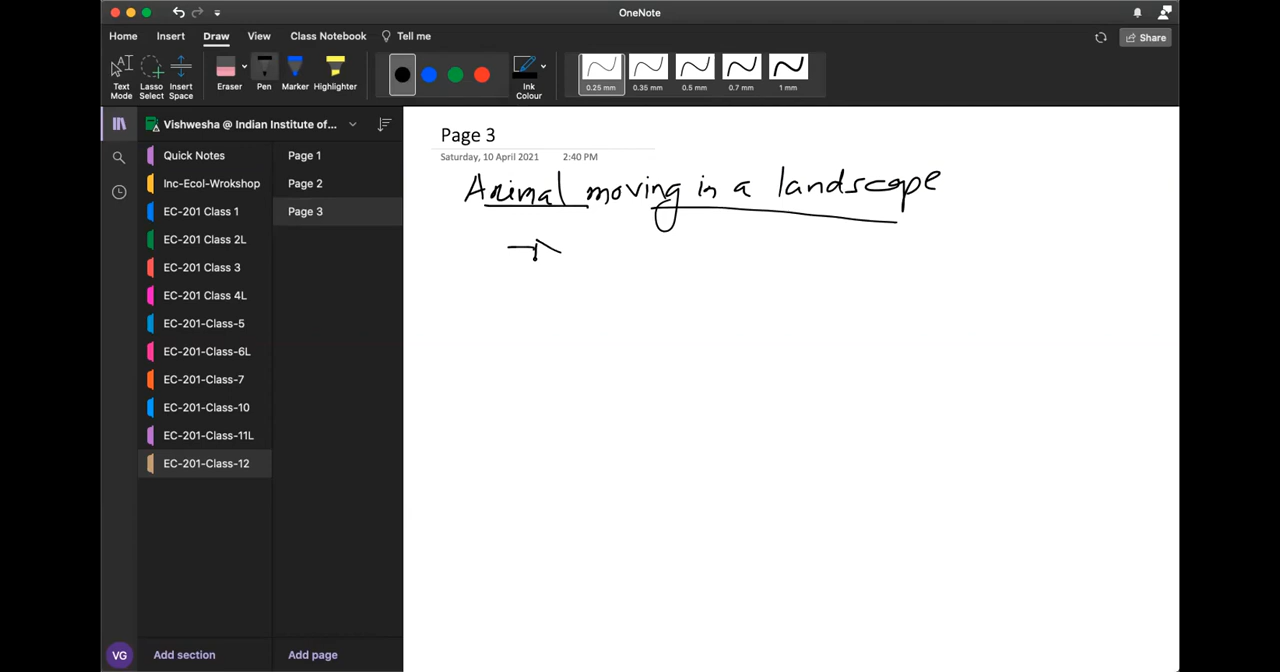 OneNote
Home Insert Draw View Class Notebook Tell me Share
Text Mode Lasso Select Insert Space Eraser Pen Marker Highlighter Ink Colour 0.25 mm 0.35 mm 0.5 mm 0.7 mm 1 mm
Vishwesha @ Indian Institute of...
Quick Notes
Inc-Ecol-Wrokshop
EC-201 Class 1
EC-201 Class 2L
EC-201 Class 3
EC-201 Class 4L
EC-201-Class-5
EC-201-Class-6L
EC-201-Class-7
EC-201-Class-10
EC-201-Class-11L
EC-201-Class-12
Page 1
Page 2
Page 3
Page 3
Saturday, 10 April 2021 2:40 PM
Animal moving in a landscape
VG Add section Add page